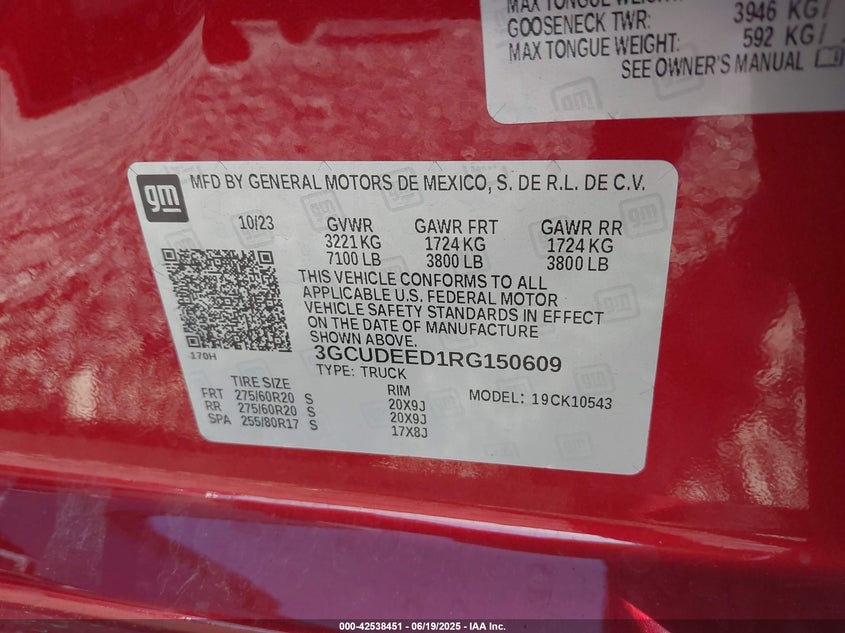 MAX TONGUE WEIGHT:
GOOSENECK TWR: 3946 KG/
MAX TONGUE WEIGHT: 592 KG/
SEE OWNER'S MANUAL
gm
MFD BY GENERAL MOTORS DE MEXICO, S. DE R.L. DE C.V.
10/23 GVWR GAWR FRT GAWR RR
3221 KG 1724 KG 1724 KG
7100 LB 3800 LB 3800 LB
THIS VEHICLE CONFORMS TO ALL
APPLICABLE U.S. FEDERAL MOTOR
VEHICLE SAFETY STANDARDS IN EFFECT
ON THE DATE OF MANUFACTURE
SHOWN ABOVE.
170H
3GCUDEED1RG150609
TYPE: TRUCK
TIRE SIZE RIM MODEL: 19CK10543
FRT 275/60R20 S 20X9J
RR 275/60R20 S 20X9J
SPA 255/80R17 S 17X8J
000-42538451 / 06/19/2025 - IAA Inc.